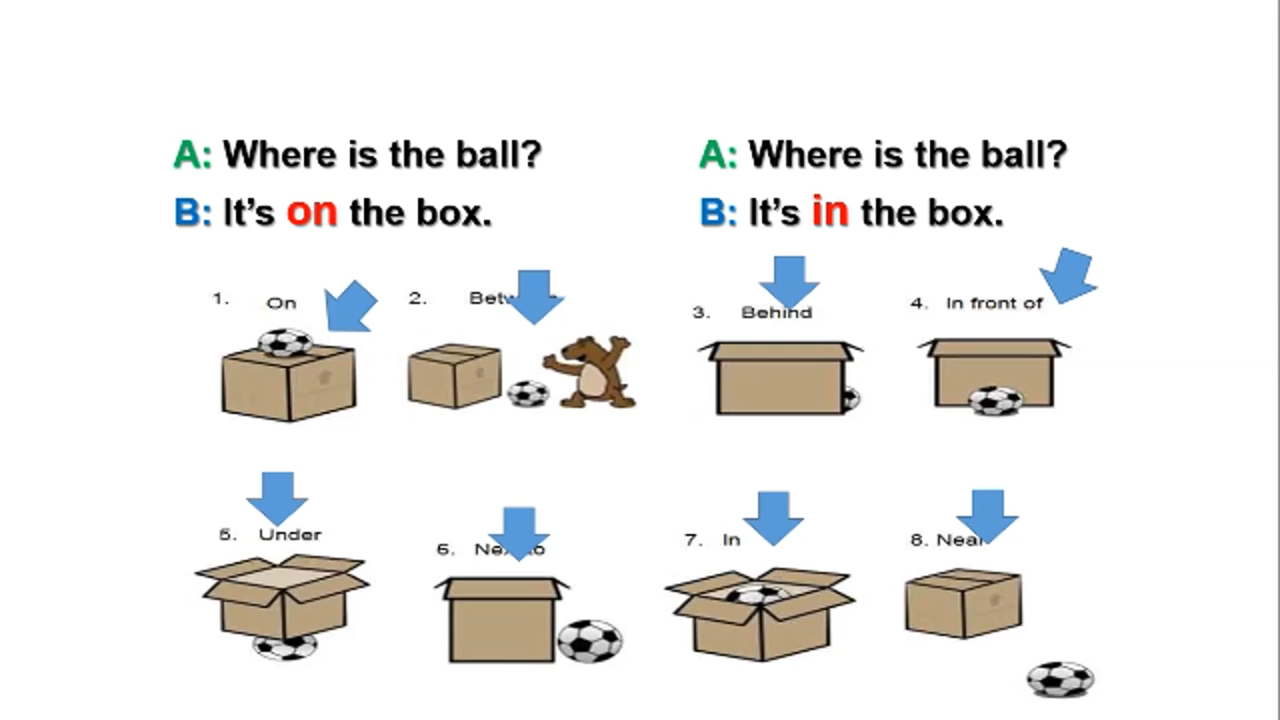 A: Where is the ball?
B: It's on the box.
A: Where is the ball?
B: It's in the box.
1. On
2.
3. Behind
4. In front of
5. Under
6.
7. In
8. Near